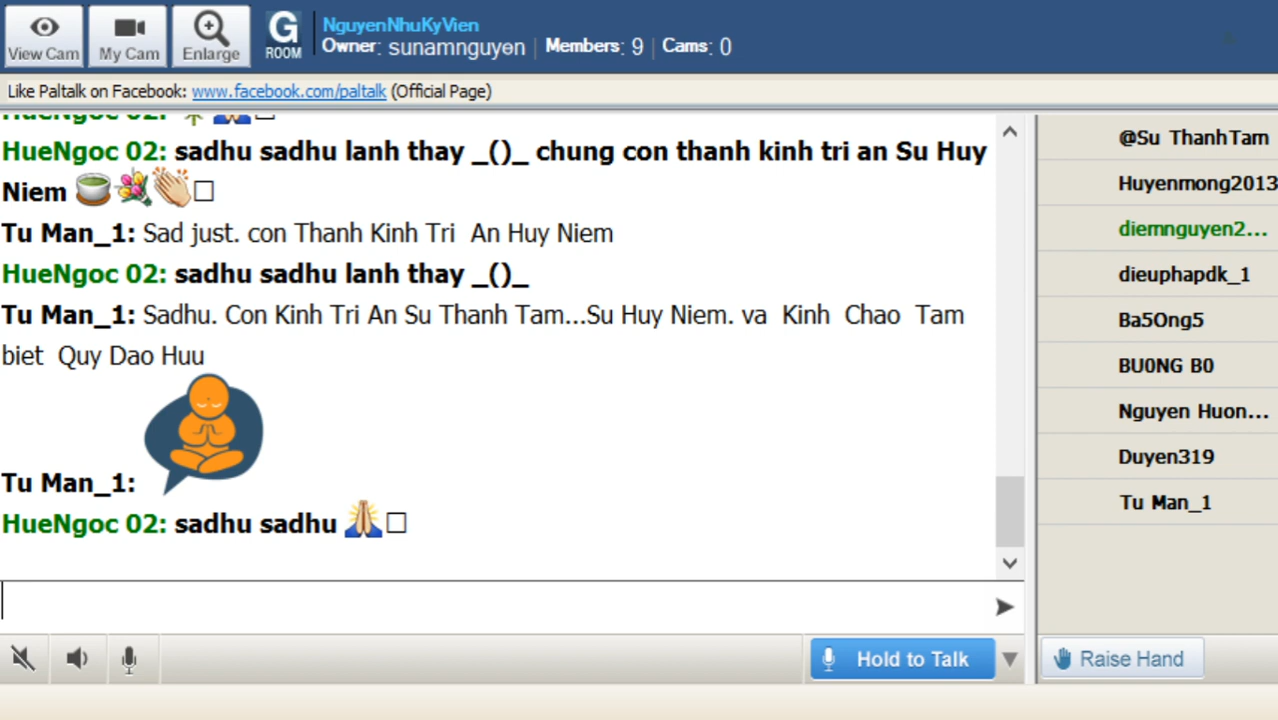 View Cam
My Cam
Enlarge
G
ROOM
NguyenNhuKyVien
Owner: sunamnguyen | Members: 9 | Cams: 0
Like Paltalk on Facebook: www.facebook.com/paltalk (Official Page)
HueNgoc 02:
HueNgoc 02: sadhu sadhu lanh thay _()_ chung con thanh kinh tri an Su Huy
Niem
Tu Man_1: Sad just. con Thanh Kinh Tri An Huy Niem
HueNgoc 02: sadhu sadhu lanh thay _()_
Tu Man_1: Sadhu. Con Kinh Tri An Su Thanh Tam...Su Huy Niem. va Kinh Chao Tam
biet Quy Dao Huu
Tu Man_1:
HueNgoc 02: sadhu sadhu
@Su ThanhTam
Huyenmong2013
diemnguyen2...
dieuphapdk_1
Ba5Ong5
BU0NG B0
Nguyen Huon...
Duyen319
Tu Man_1
Hold to Talk
Raise Hand